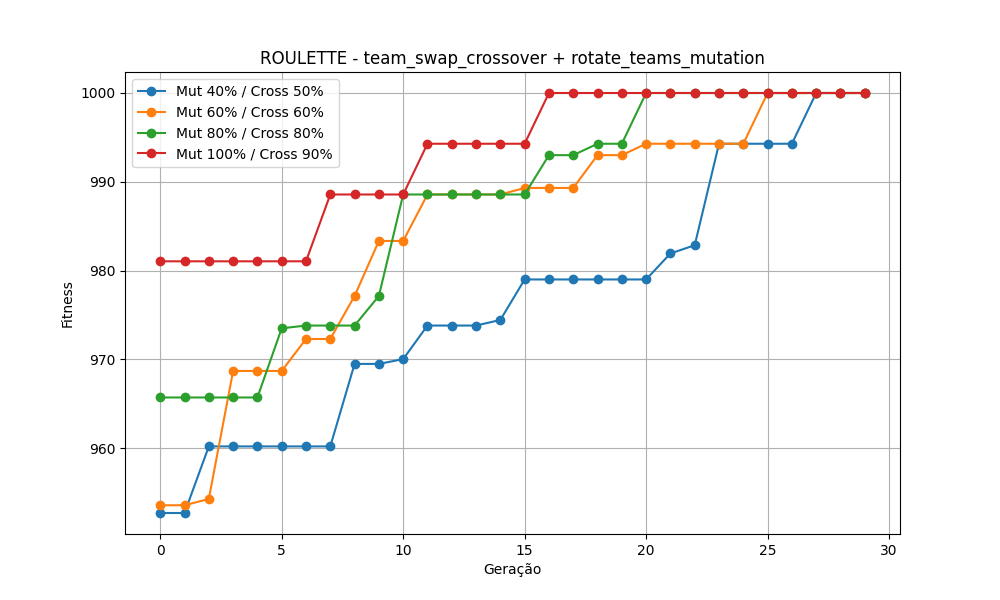 ROULETTE - team_swap_crossover + rotate_teams_mutation
Mut 40% / Cross 50%
Mut 60% / Cross 60%
Mut 80% / Cross 80%
Mut 100% / Cross 90%
Fitness
1000
990
980
970
960
0 5 10 15 20 25 30
Geração